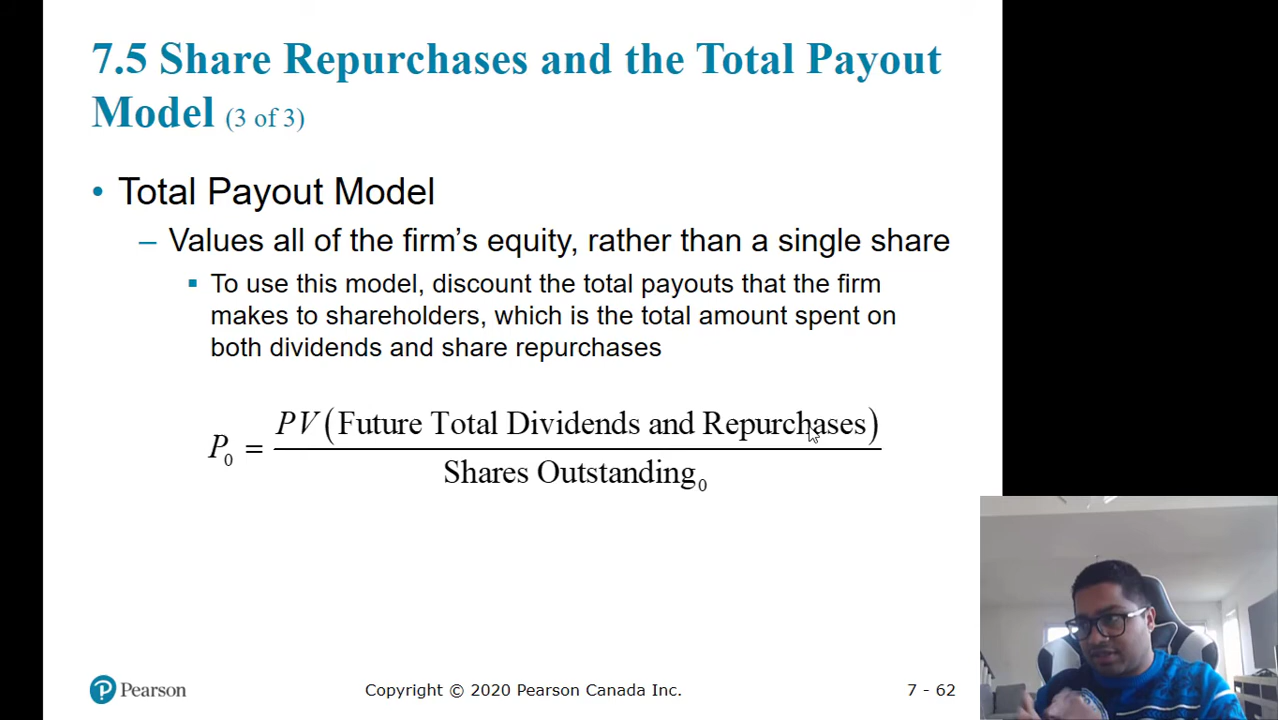 7.5 Share Repurchases and the Total Payout
Model (3 of 3)
• Total Payout Model
– Values all of the firm's equity, rather than a single share
▪ To use this model, discount the total payouts that the firm
makes to shareholders, which is the total amount spent on
both dividends and share repurchases
P₀ = PV(Future Total Dividends and Repurchases)
Shares Outstanding₀
Pearson
Copyright © 2020 Pearson Canada Inc.
7 - 62